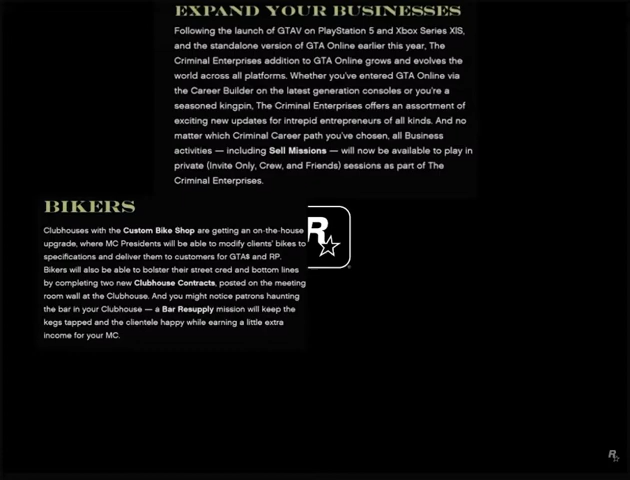 EXPAND YOUR BUSINESSES
Following the launch of GTAV on PlayStation 5 and Xbox Series X|S,
and the standalone version of GTA Online earlier this year, The
Criminal Enterprises addition to GTA Online grows and evolves the
world across all platforms. Whether you've entered GTA Online via
the Career Builder on the latest generation consoles or you're a
seasoned kingpin, The Criminal Enterprises offers an assortment of
exciting new updates for intrepid entrepreneurs of all kinds. And no
matter which Criminal Career path you've chosen, all Business
activities — including Sell Missions — will now be available to play in
private (Invite Only, Crew, and Friends) sessions as part of The
Criminal Enterprises.
BIKERS
Clubhouses with the Custom Bike Shop are getting an on-the-house
upgrade, where MC Presidents will be able to modify clients' bikes to
specifications and deliver them to customers for GTA$ and RP.
Bikers will also be able to bolster their street cred and bottom lines
by completing two new Clubhouse Contracts, posted on the meeting
room wall at the Clubhouse. And you might notice patrons haunting
the bar in your Clubhouse — a Bar Resupply mission will keep the
kegs tapped and the clientele happy while earning a little extra
income for your MC.
R
R